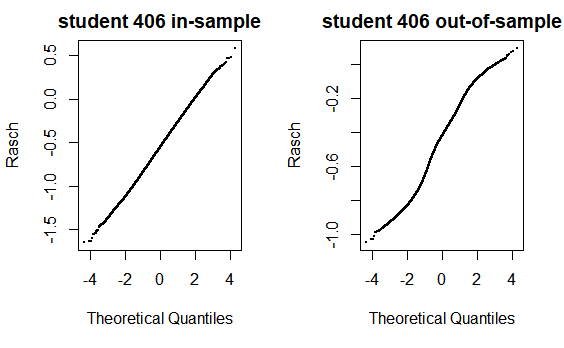 student 406 in-sample
Rasch
0.5
0.0
-0.5
-1.0
-1.5
-4 -2 0 2 4
Theoretical Quantiles
student 406 out-of-sample
Rasch
-0.2
-0.6
-1.0
-4 -2 0 2 4
Theoretical Quantiles